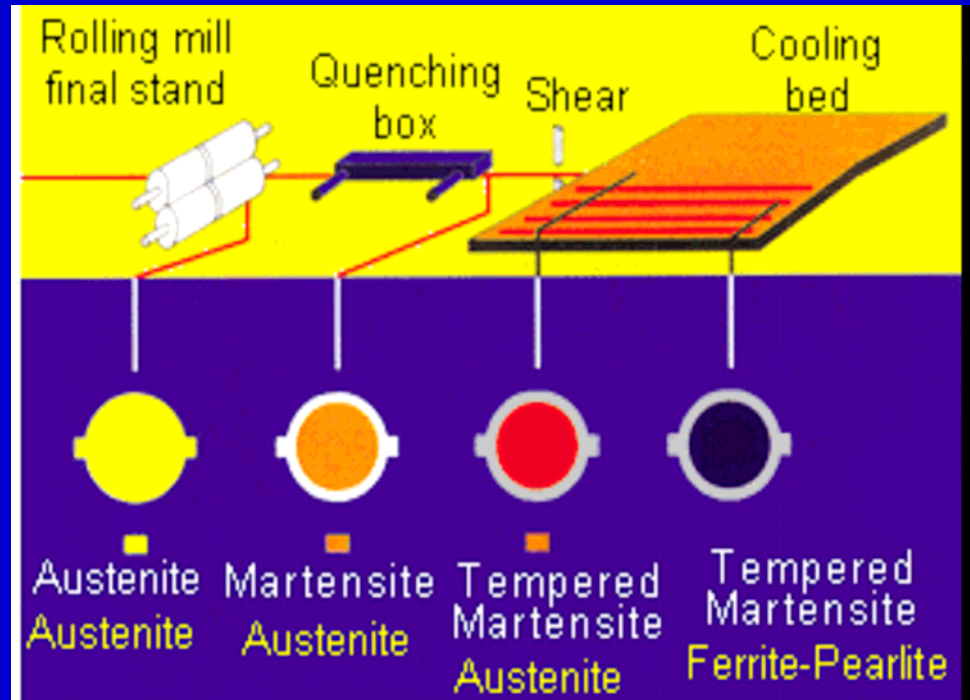 Rolling mill
final stand
Quenching
box
Shear
Cooling
bed
Austenite
Austenite
Martensite
Austenite
Tempered
Martensite
Austenite
Tempered
Martensite
Ferrite-Pearlite